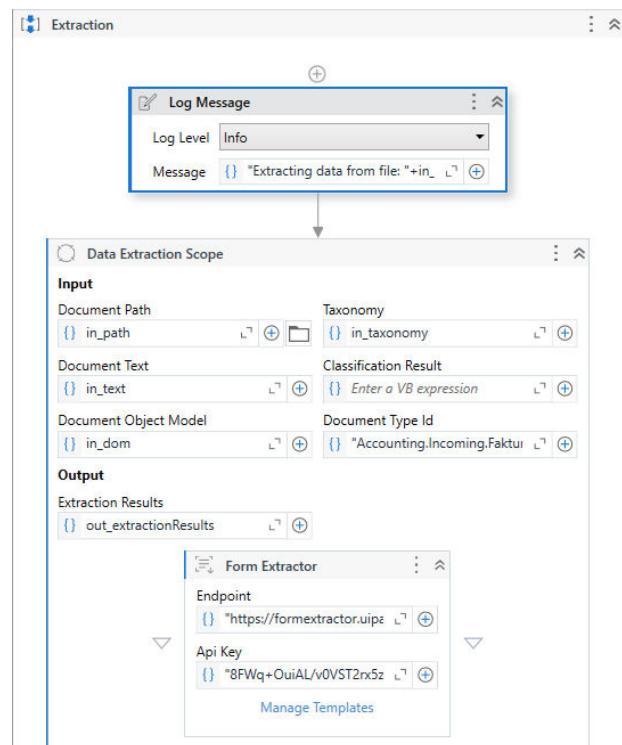 Extraction
Log Message
Log Level Info
Message {} "Extracting data from file: "+in_
Data Extraction Scope
Input
Document Path Taxonomy
{} in_path {} in_taxonomy
Document Text Classification Result
{} in_text {} Enter a VB expression
Document Object Model Document Type Id
{} in_dom {} "Accounting.Incoming.Faktur
Output
Extraction Results
{} out_extractionResults
Form Extractor
Endpoint
{} "https://formextractor.uipa
Api Key
{} "8FWq+OuiAL/v0VST2rx5z
Manage Templates